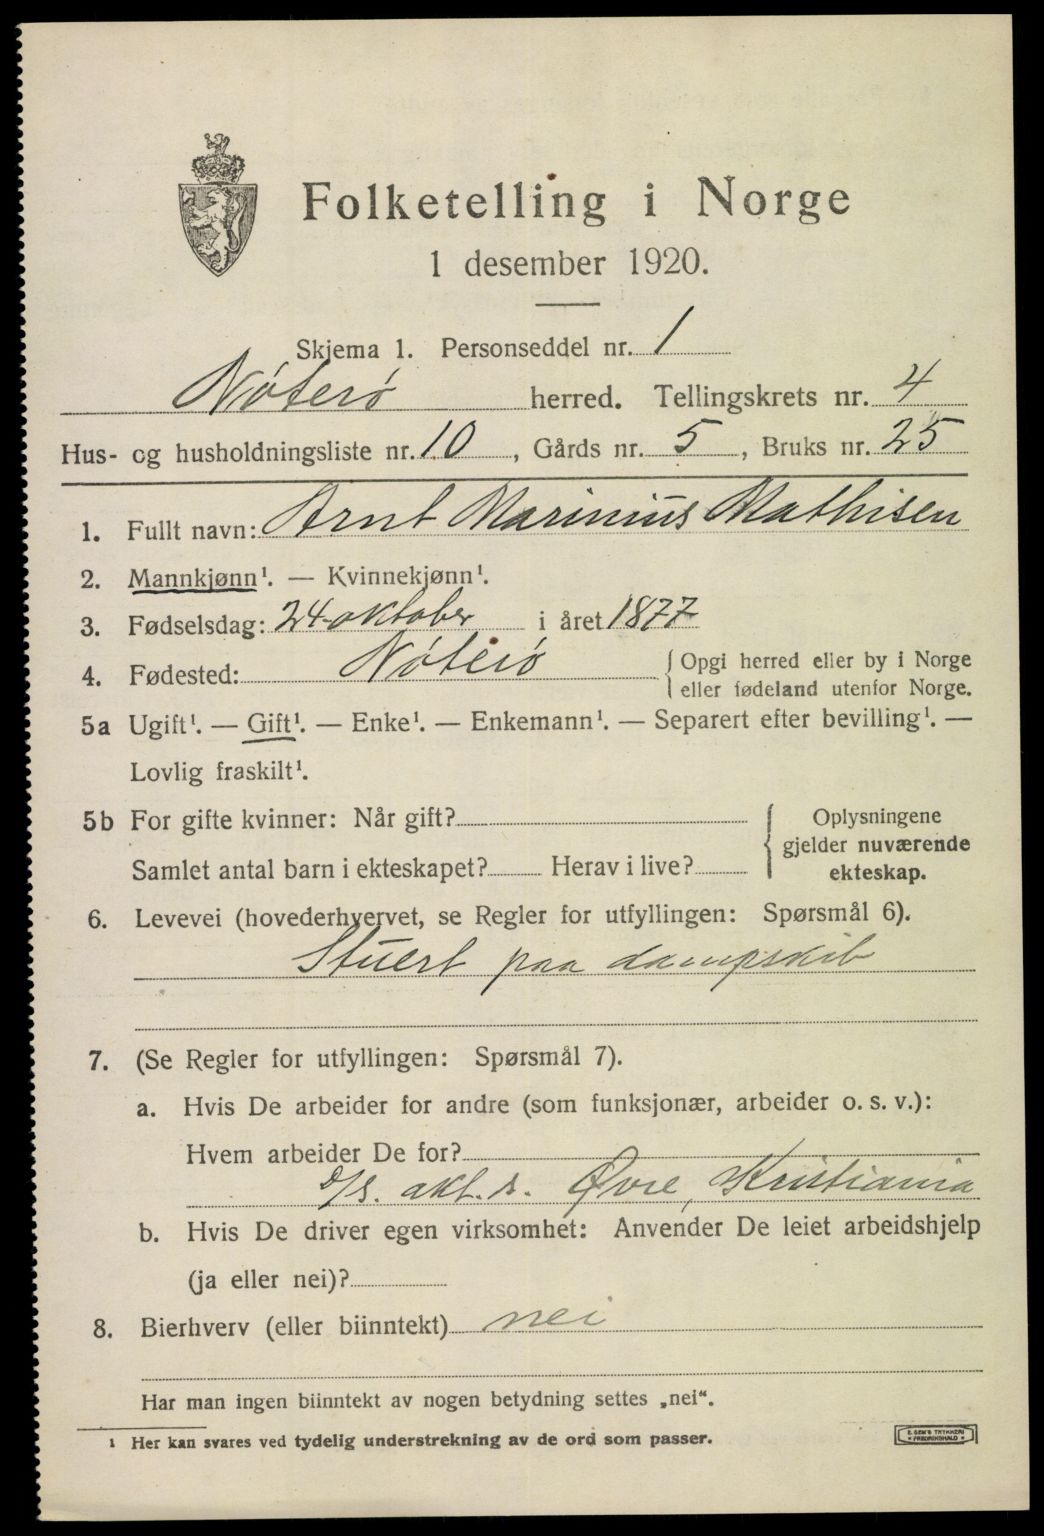 Folketelling i Norge
1 desember 1920.
Skjema 1. Personseddel nr. 1
Nøterø herred. Tellingskrets nr. 4
Hus- og husholdningsliste nr. 10, Gårds nr. 5, Bruks nr. 25
1. Fullt navn: Arnt Marinius Mathisen
2. Mannkjønn¹. — Kvinnekjønn¹.
3. Fødselsdag: 24 oktober i året 1877
4. Fødested: Nøterø { Opgi herred eller by i Norge
eller fødeland utenfor Norge.
5a Ugift¹. — Gift¹. — Enke¹. — Enkemann¹. — Separert efter bevilling¹. —
Lovlig fraskilt¹.
5b For gifte kvinner: Når gift?
Samlet antal barn i ekteskapet? Herav i live?
{ Oplysningene
gjelder nuværende
ekteskap.
6. Levevei (hovederhvervet, se Regler for utfyllingen: Spørsmål 6).
Stuert paa dampskib
7. (Se Regler for utfyllingen: Spørsmål 7).
a. Hvis De arbeider for andre (som funksjonær, arbeider o. s. v.):
Hvem arbeider De for?
D/S. akt. s. Øvre, Kristiania
b. Hvis De driver egen virksomhet: Anvender De leiet arbeidshjelp
(ja eller nei)?
8. Bierhverv (eller biinntekt) nei
Har man ingen biinntekt av nogen betydning settes „nei“.
¹ Her kan svares ved tydelig understrekning av de ord som passer.
E. SEM'S TRYKKERI
FREDRIKSHALD